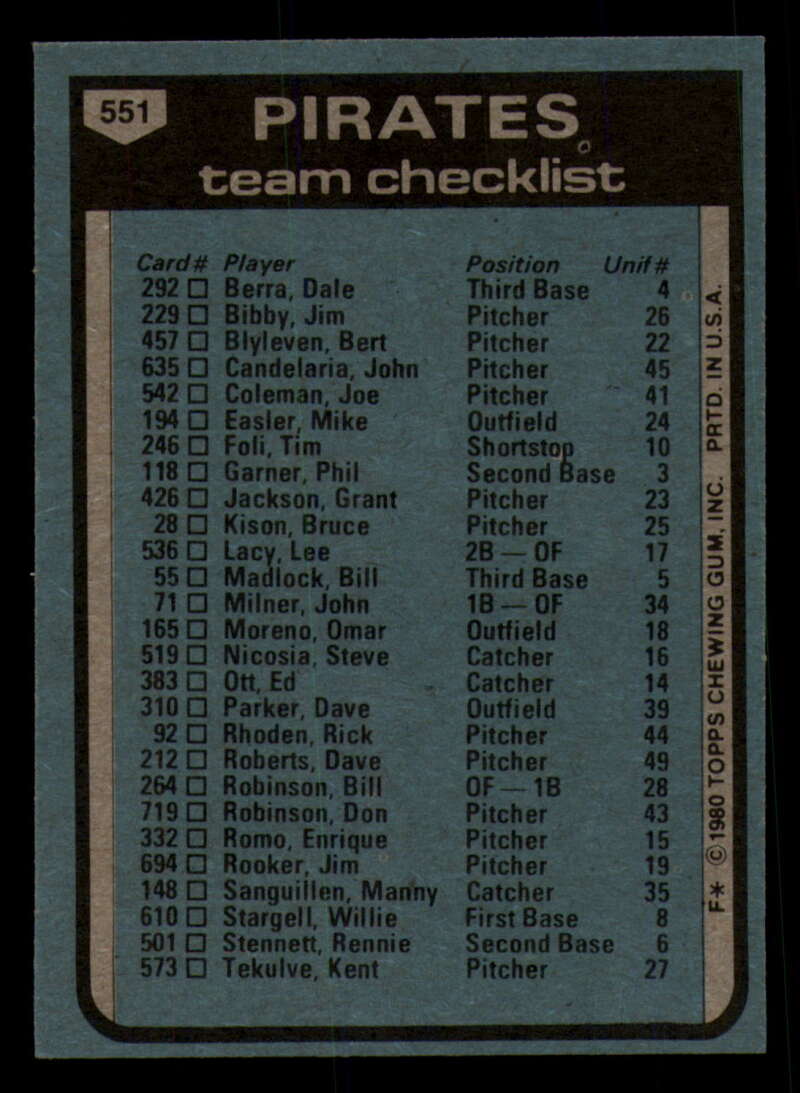 551
PIRATES
team checklist
Card# Player Position Unif#
292 □ Berra, Dale Third Base 4
229 □ Bibby, Jim Pitcher 26
457 □ Blyleven, Bert Pitcher 22
635 □ Candelaria, John Pitcher 45
542 □ Coleman, Joe Pitcher 41
194 □ Easler, Mike Outfield 24
246 □ Foli, Tim Shortstop 10
118 □ Garner, Phil Second Base 3
426 □ Jackson, Grant Pitcher 23
28 □ Kison, Bruce Pitcher 25
536 □ Lacy, Lee 2B — OF 17
55 □ Madlock, Bill Third Base 5
71 □ Milner, John 1B — OF 34
165 □ Moreno, Omar Outfield 18
519 □ Nicosia, Steve Catcher 16
383 □ Ott, Ed Catcher 14
310 □ Parker, Dave Outfield 39
92 □ Rhoden, Rick Pitcher 44
212 □ Roberts, Dave Pitcher 49
264 □ Robinson, Bill OF — 1B 28
719 □ Robinson, Don Pitcher 43
332 □ Romo, Enrique Pitcher 15
694 □ Rooker, Jim Pitcher 19
148 □ Sanguillen, Manny Catcher 35
610 □ Stargell, Willie First Base 8
501 □ Stennett, Rennie Second Base 6
573 □ Tekulve, Kent Pitcher 27
F* © 1980 TOPPS CHEWING GUM, INC. PRTD. IN U.S.A.